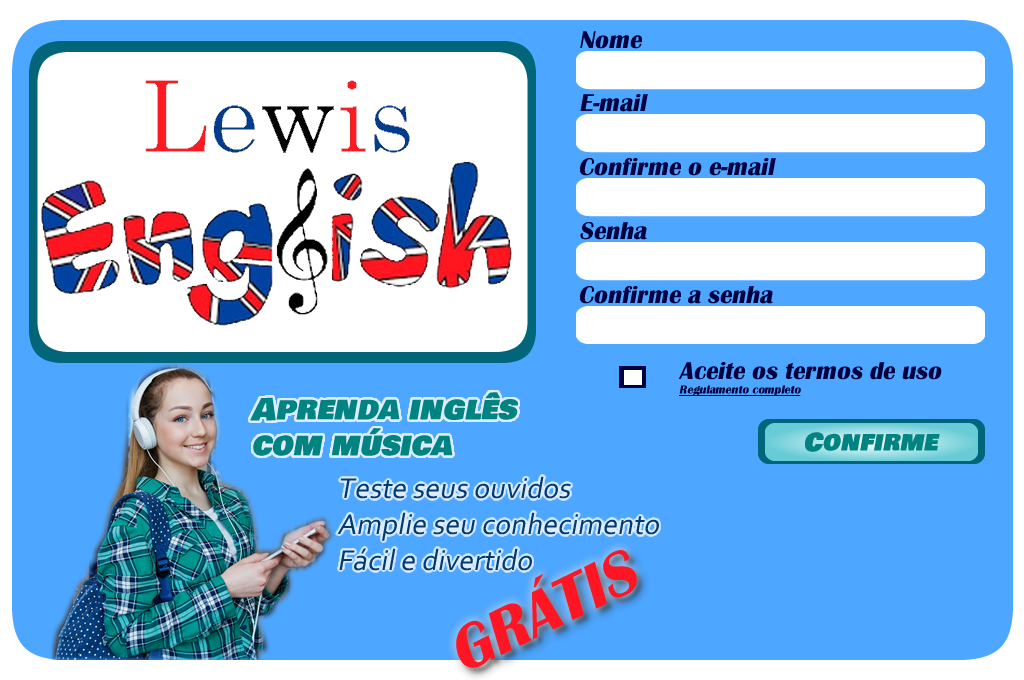 Lewis
English
Nome
E-mail
Confirme o e-mail
Senha
Confirme a senha
Aceite os termos de uso
Regulamento completo
Confirme
Aprenda inglês
com música
Teste seus ouvidos
Amplie seu conhecimento
Fácil e divertido
GRÁTIS